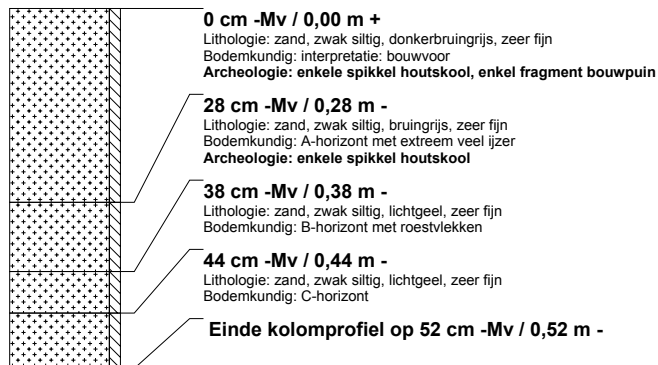 0 cm -Mv / 0,00 m +
Lithologie: zand, zwak siltig, donkerbruingrijs, zeer fijn
Bodemkundig: interpretatie: bouwvoor
Archeologie: enkele spikkel houtskool, enkel fragment bouwpuin
28 cm -Mv / 0,28 m -
Lithologie: zand, zwak siltig, bruingrijs, zeer fijn
Bodemkundig: A-horizont met extreem veel ijzer
Archeologie: enkele spikkel houtskool
38 cm -Mv / 0,38 m -
Lithologie: zand, zwak siltig, lichtgeel, zeer fijn
Bodemkundig: B-horizont met roestvlekken
44 cm -Mv / 0,44 m -
Lithologie: zand, zwak siltig, lichtgeel, zeer fijn
Bodemkundig: C-horizont
Einde kolomprofiel op 52 cm -Mv / 0,52 m -